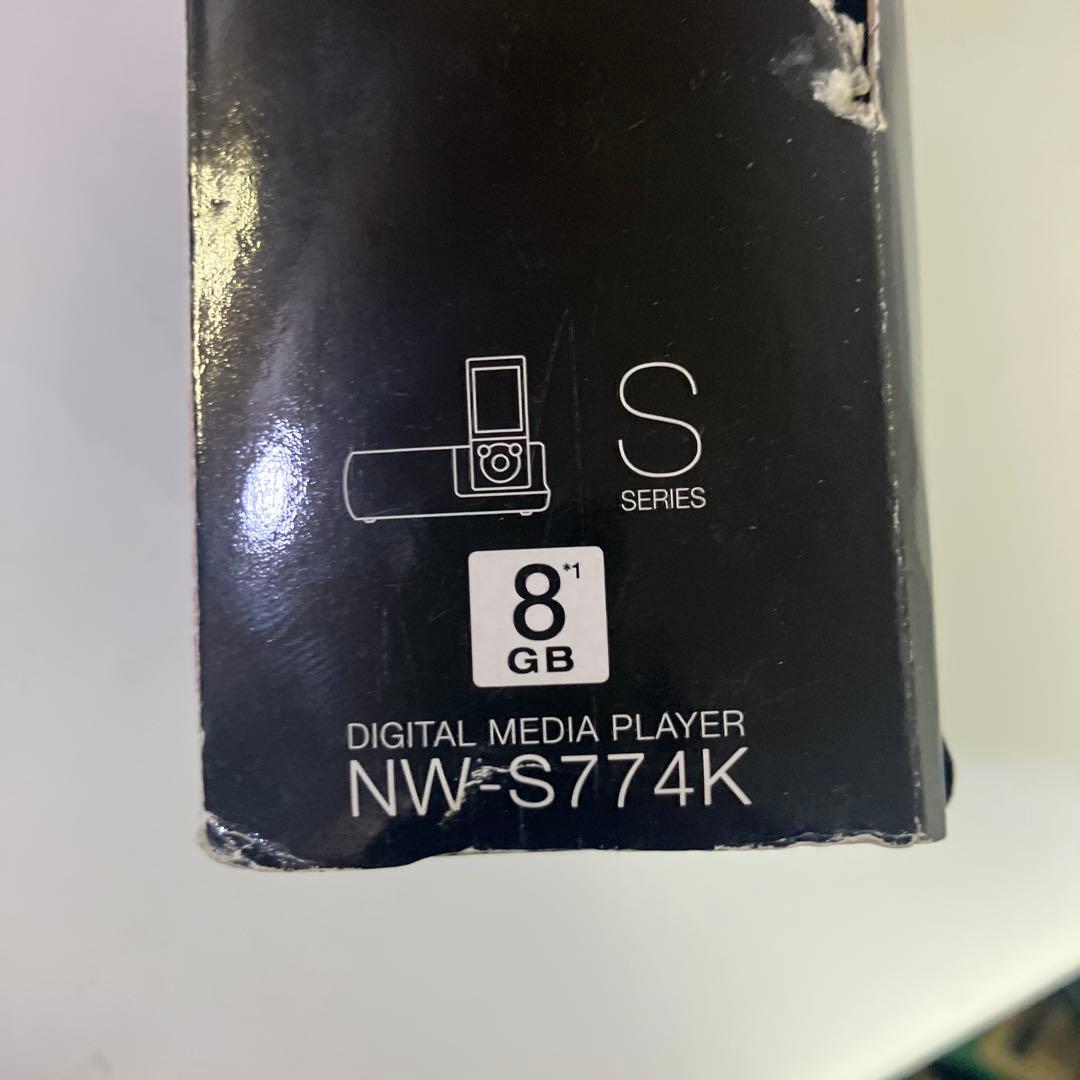 S
SERIES
8*1
GB
DIGITAL MEDIA PLAYER
NW-S774K